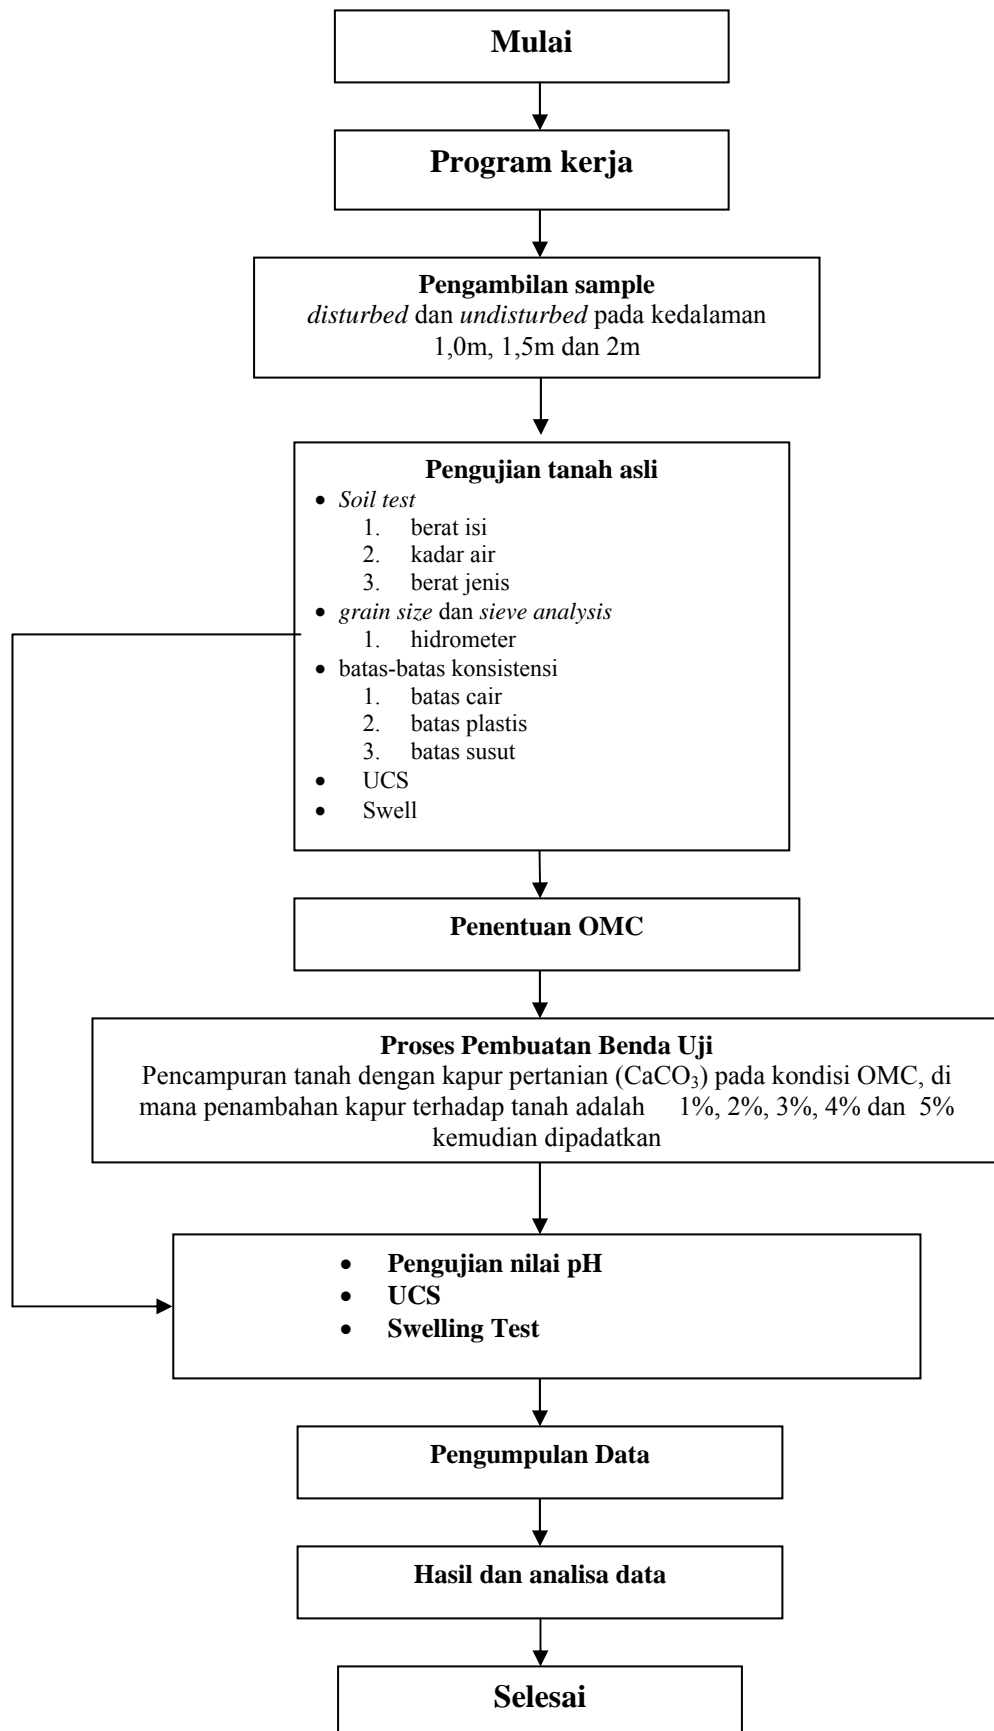 Mulai
Program kerja
Pengambilan sample
disturbed dan undisturbed pada kedalaman
1,0m, 1,5m dan 2m
Pengujian tanah asli
• Soil test
1. berat isi
2. kadar air
3. berat jenis
• grain size dan sieve analysis
1. hidrometer
• batas-batas konsistensi
1. batas cair
2. batas plastis
3. batas susut
• UCS
• Swell
Penentuan OMC
Proses Pembuatan Benda Uji
Pencampuran tanah dengan kapur pertanian (CaCO₃) pada kondisi OMC, di
mana penambahan kapur terhadap tanah adalah 1%, 2%, 3%, 4% dan 5%
kemudian dipadatkan
• Pengujian nilai pH
• UCS
• Swelling Test
Pengumpulan Data
Hasil dan analisa data
Selesai